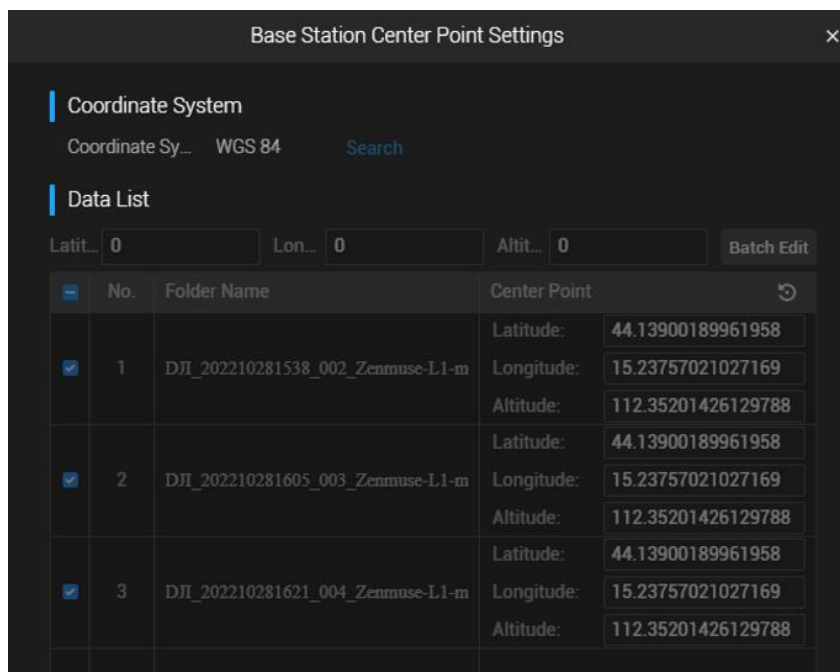 Base Station Center Point Settings ×
Coordinate System
Coordinate Sy... WGS 84 Search
Data List
Latit... 0 Lon... 0 Altit... 0 Batch Edit
No. Folder Name Center Point
Latitude: 44.13900189961958
1 DJI_202210281538_002_Zenmuse-L1-m Longitude: 15.23757021027169
Altitude: 112.35201426129788
Latitude: 44.13900189961958
2 DJI_202210281605_003_Zenmuse-L1-m Longitude: 15.23757021027169
Altitude: 112.35201426129788
Latitude: 44.13900189961958
3 DJI_202210281621_004_Zenmuse-L1-m Longitude: 15.23757021027169
Altitude: 112.35201426129788